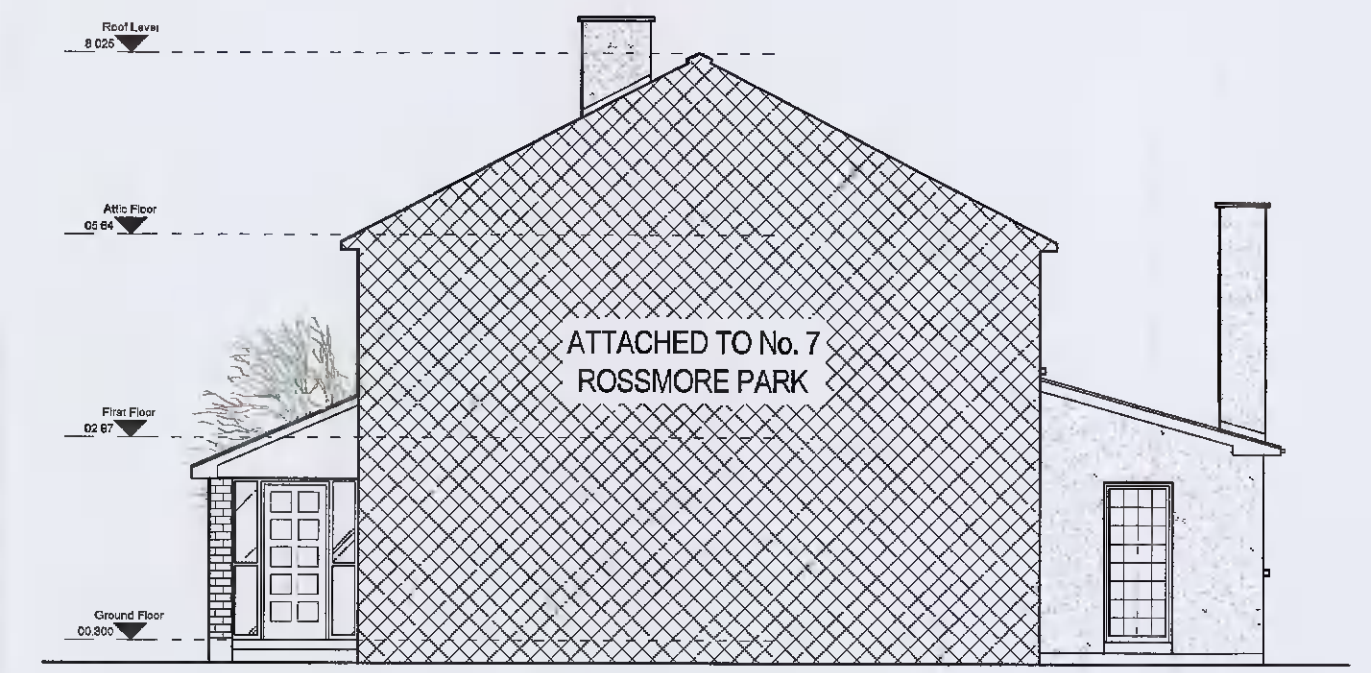 Roof Level
8 025
Attic Floor
05 64
ATTACHED TO No. 7
ROSSMORE PARK
First Floor
02 87
Ground Floor
00.300